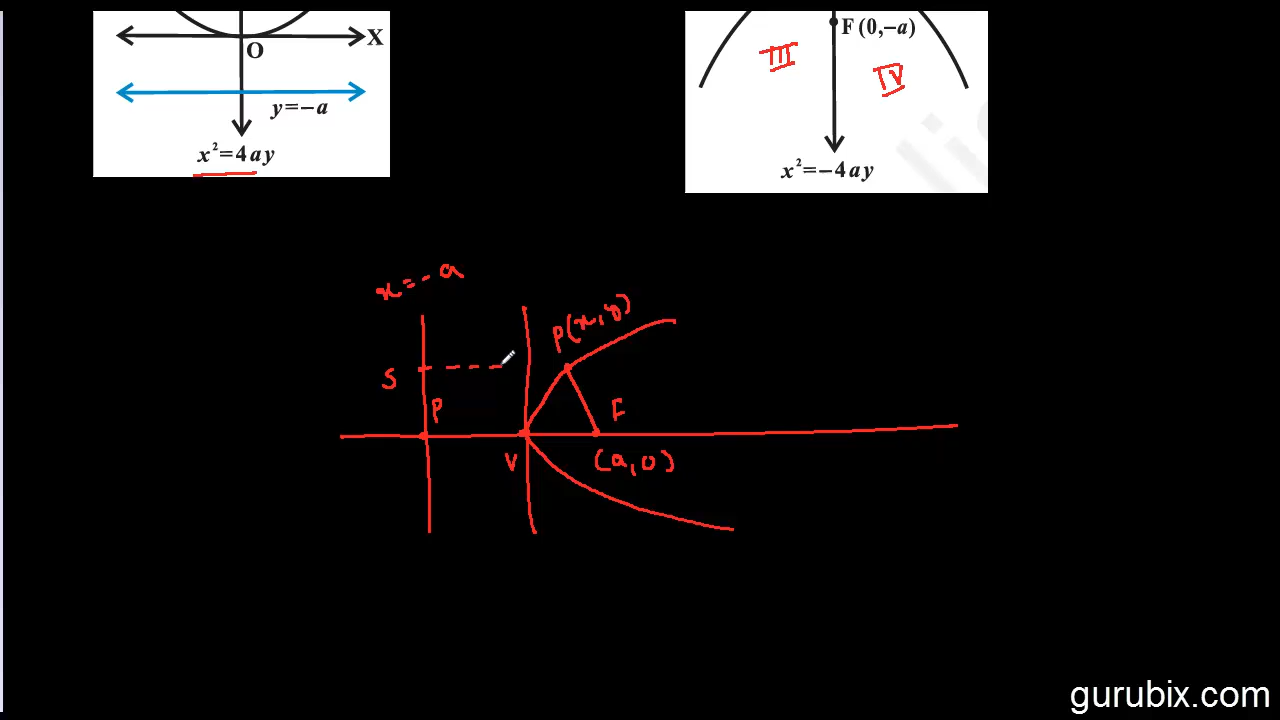 X
O
y=-a
x²=4ay
F(0,-a)
III
IV
x²=-4ay
x=-a
P(x,y)
S
P
F
V
(a,0)
gurubix.com